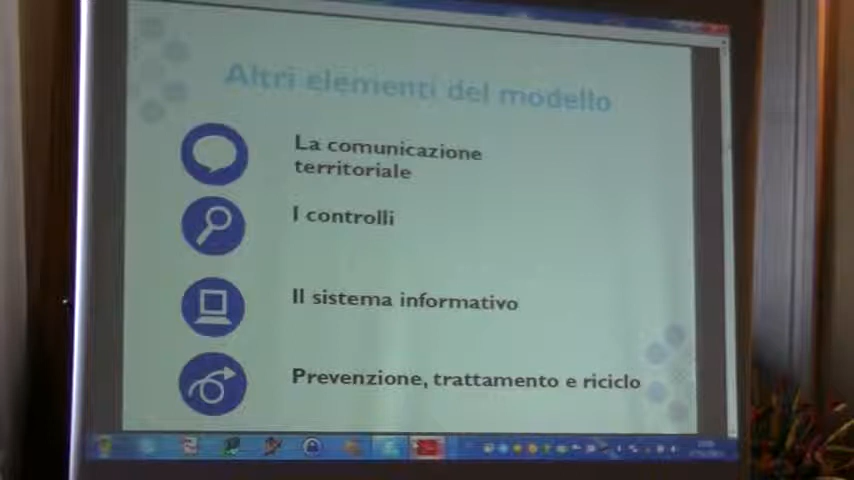 Altri elementi del modello
La comunicazione
territoriale
I controlli
Il sistema informativo
Prevenzione, trattamento e riciclo